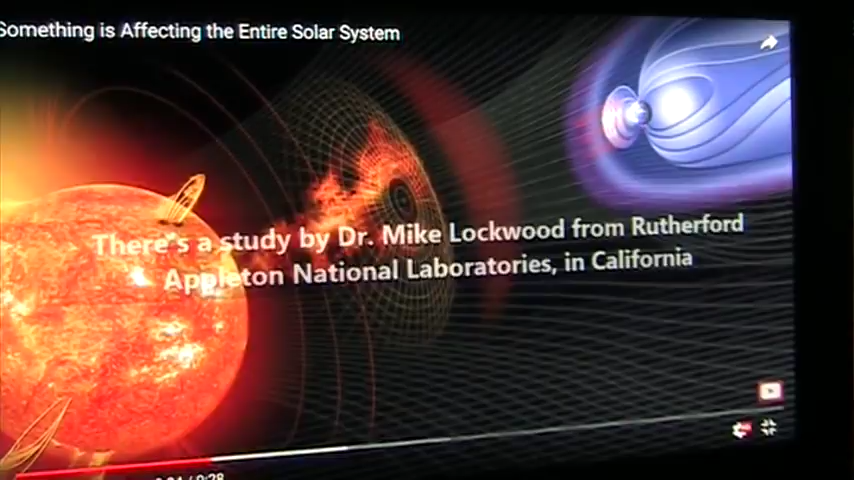 Something is Affecting the Entire Solar System
There's a study by Dr. Mike Lockwood from Rutherford
Appleton National Laboratories, in California